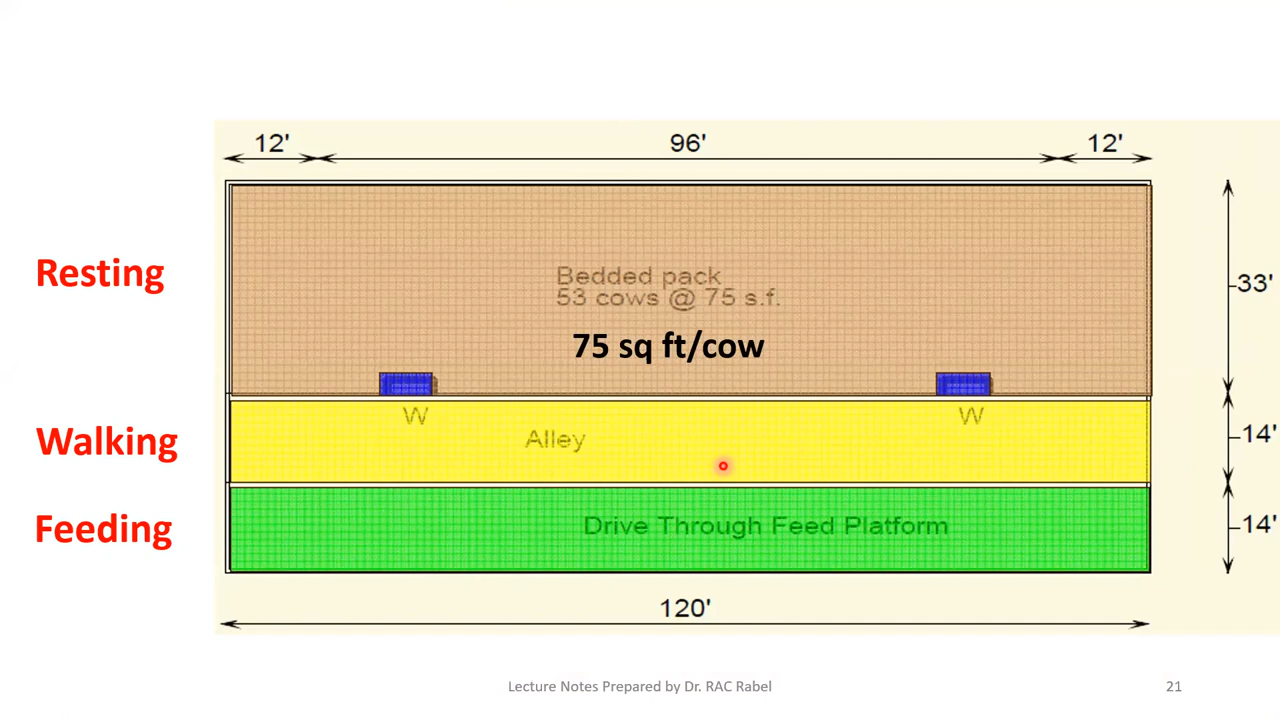 12' 96' 12'
Resting
Bedded pack
53 cows @ 75 s.f.
33'
75 sq ft/cow
W W
Walking
Alley
14'
Feeding
Drive Through Feed Platform
14'
120'
Lecture Notes Prepared by Dr. RAC Rabel 21